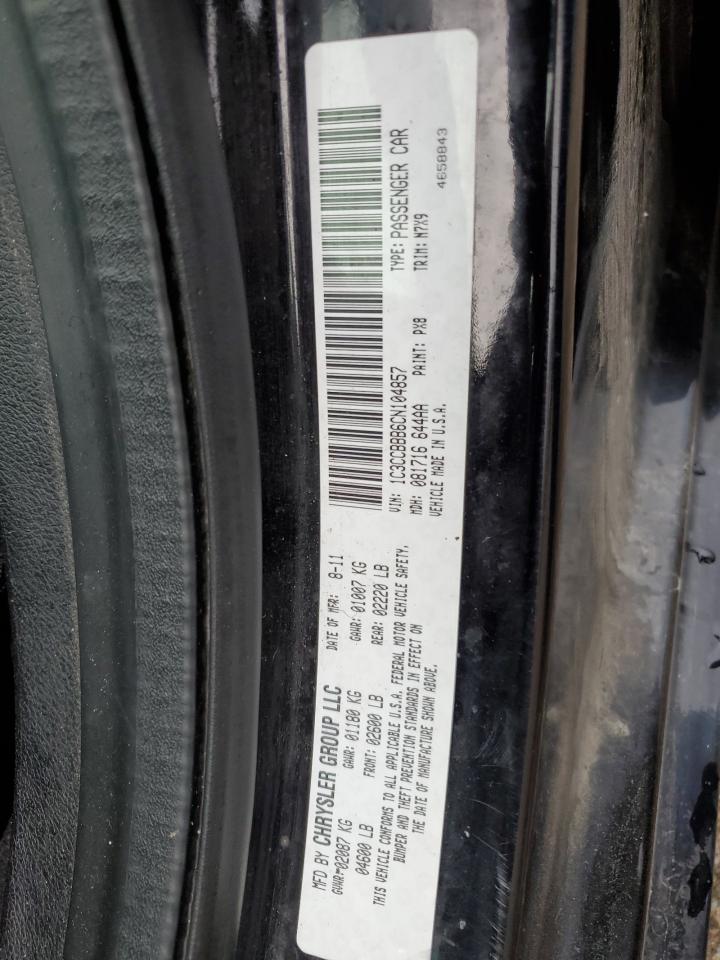 MFD BY CHRYSLER GROUP LLC
DATE OF MFR: 8-11
GVWR: 02087 KG
GAWR: 01180 KG
GAWR: 01007 KG
04600 LB
FRONT: 02600 LB
REAR: 02220 LB
THIS VEHICLE CONFORMS TO ALL APPLICABLE U.S.A. FEDERAL MOTOR VEHICLE SAFETY,
BUMPER AND THEFT PREVENTION STANDARDS IN EFFECT ON
THE DATE OF MANUFACTURE SHOWN ABOVE.
VIN: 1C3CCBBB6CN104857
TYPE: PASSENGER CAR
MDH: 081716 644AA
PAINT: PX8
TRIM: N7X9
VEHICLE MADE IN U.S.A.
4658843